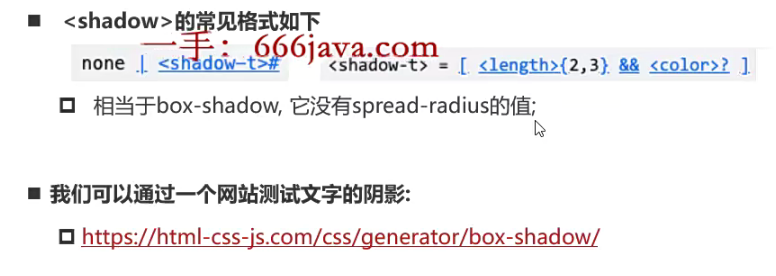 <shadow>的常见格式如下
一手：666java.com
none | <shadow-t>#
<shadow-t> = [ <length>{2,3} && <color>? ]
相当于box-shadow, 它没有spread-radius的值;
我们可以通过一个网站测试文字的阴影:
https://html-css-js.com/css/generator/box-shadow/